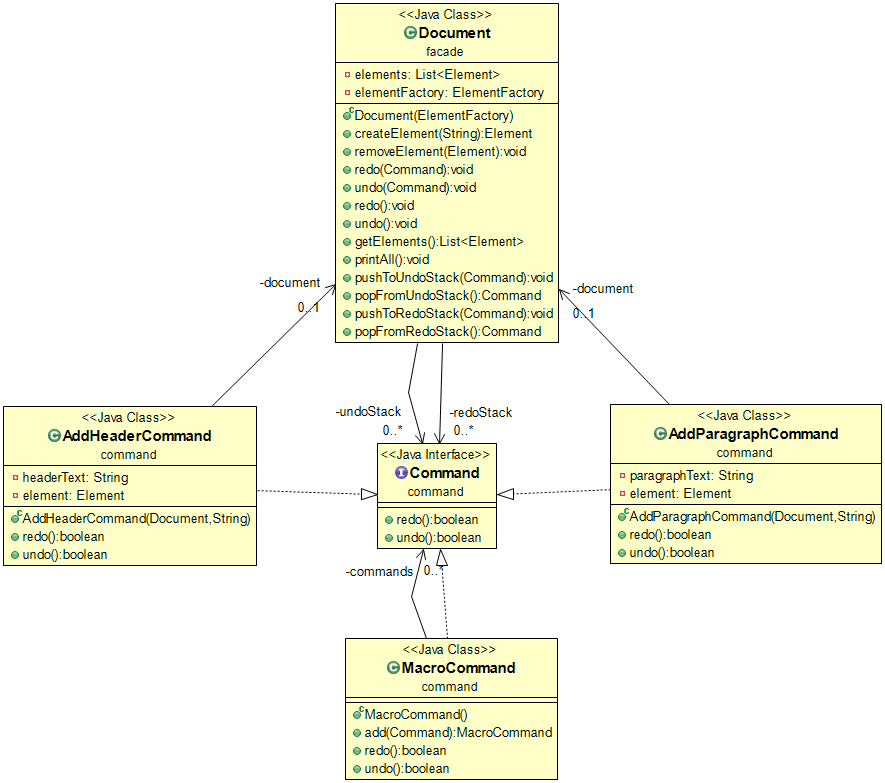 <<Java Class>>
Document
facade
elements: List<Element>
elementFactory: ElementFactory
Document(ElementFactory)
createElement(String):Element
removeElement(Element):void
redo(Command):void
undo(Command):void
redo():void
undo():void
getElements():List<Element>
printAll():void
pushToUndoStack(Command):void
popFromUndoStack():Command
pushToRedoStack(Command):void
popFromRedoStack():Command
-document
0..1
-document
0..1
-undoStack
0..*
-redoStack
0..*
<<Java Class>>
AddHeaderCommand
command
headerText: String
element: Element
AddHeaderCommand(Document,String)
redo():boolean
undo():boolean
<<Java Interface>>
Command
command
redo():boolean
undo():boolean
<<Java Class>>
AddParagraphCommand
command
paragraphText: String
element: Element
AddParagraphCommand(Document,String)
redo():boolean
undo():boolean
-commands
0..*
<<Java Class>>
MacroCommand
command
MacroCommand()
add(Command):MacroCommand
redo():boolean
undo():boolean